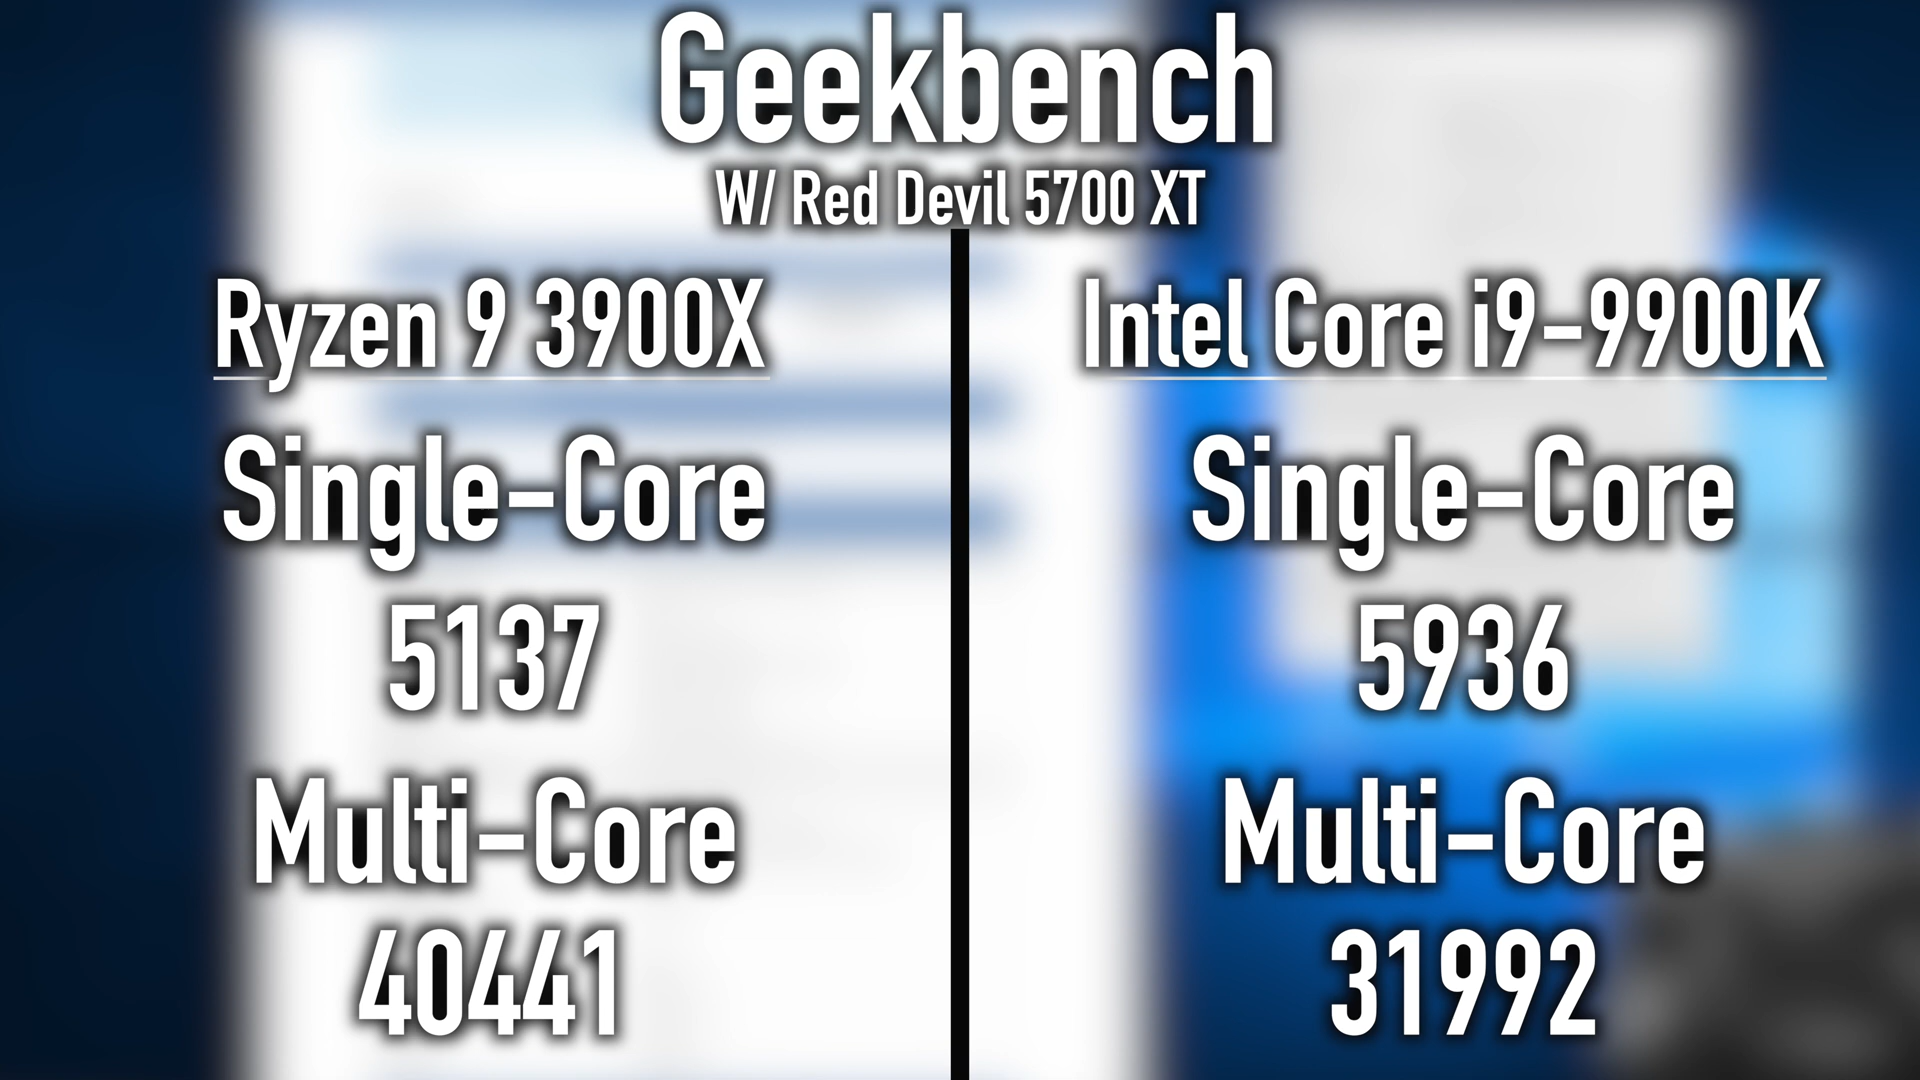 Geekbench
W/ Red Devil 5700 XT
Ryzen 9 3900X
Single-Core
5137
Multi-Core
40441
Intel Core i9-9900K
Single-Core
5936
Multi-Core
31992